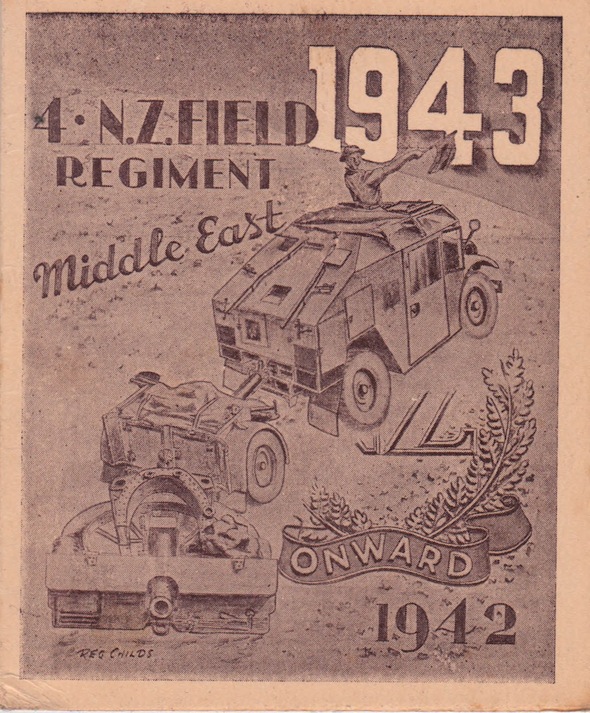 1943
4 · N.Z. FIELD
REGIMENT
Middle East
ONWARD
1942
REG CHILDS